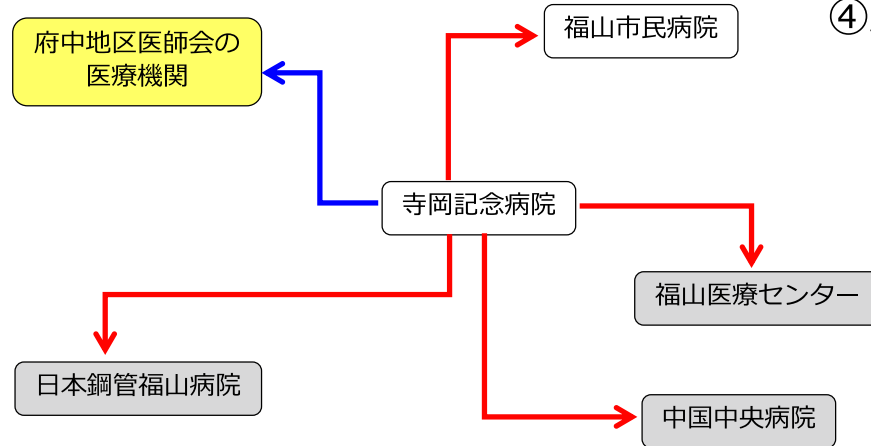 福山市民病院
④
府中地区医師会の
医療機関
寺岡記念病院
福山医療センター
日本鋼管福山病院
中国中央病院